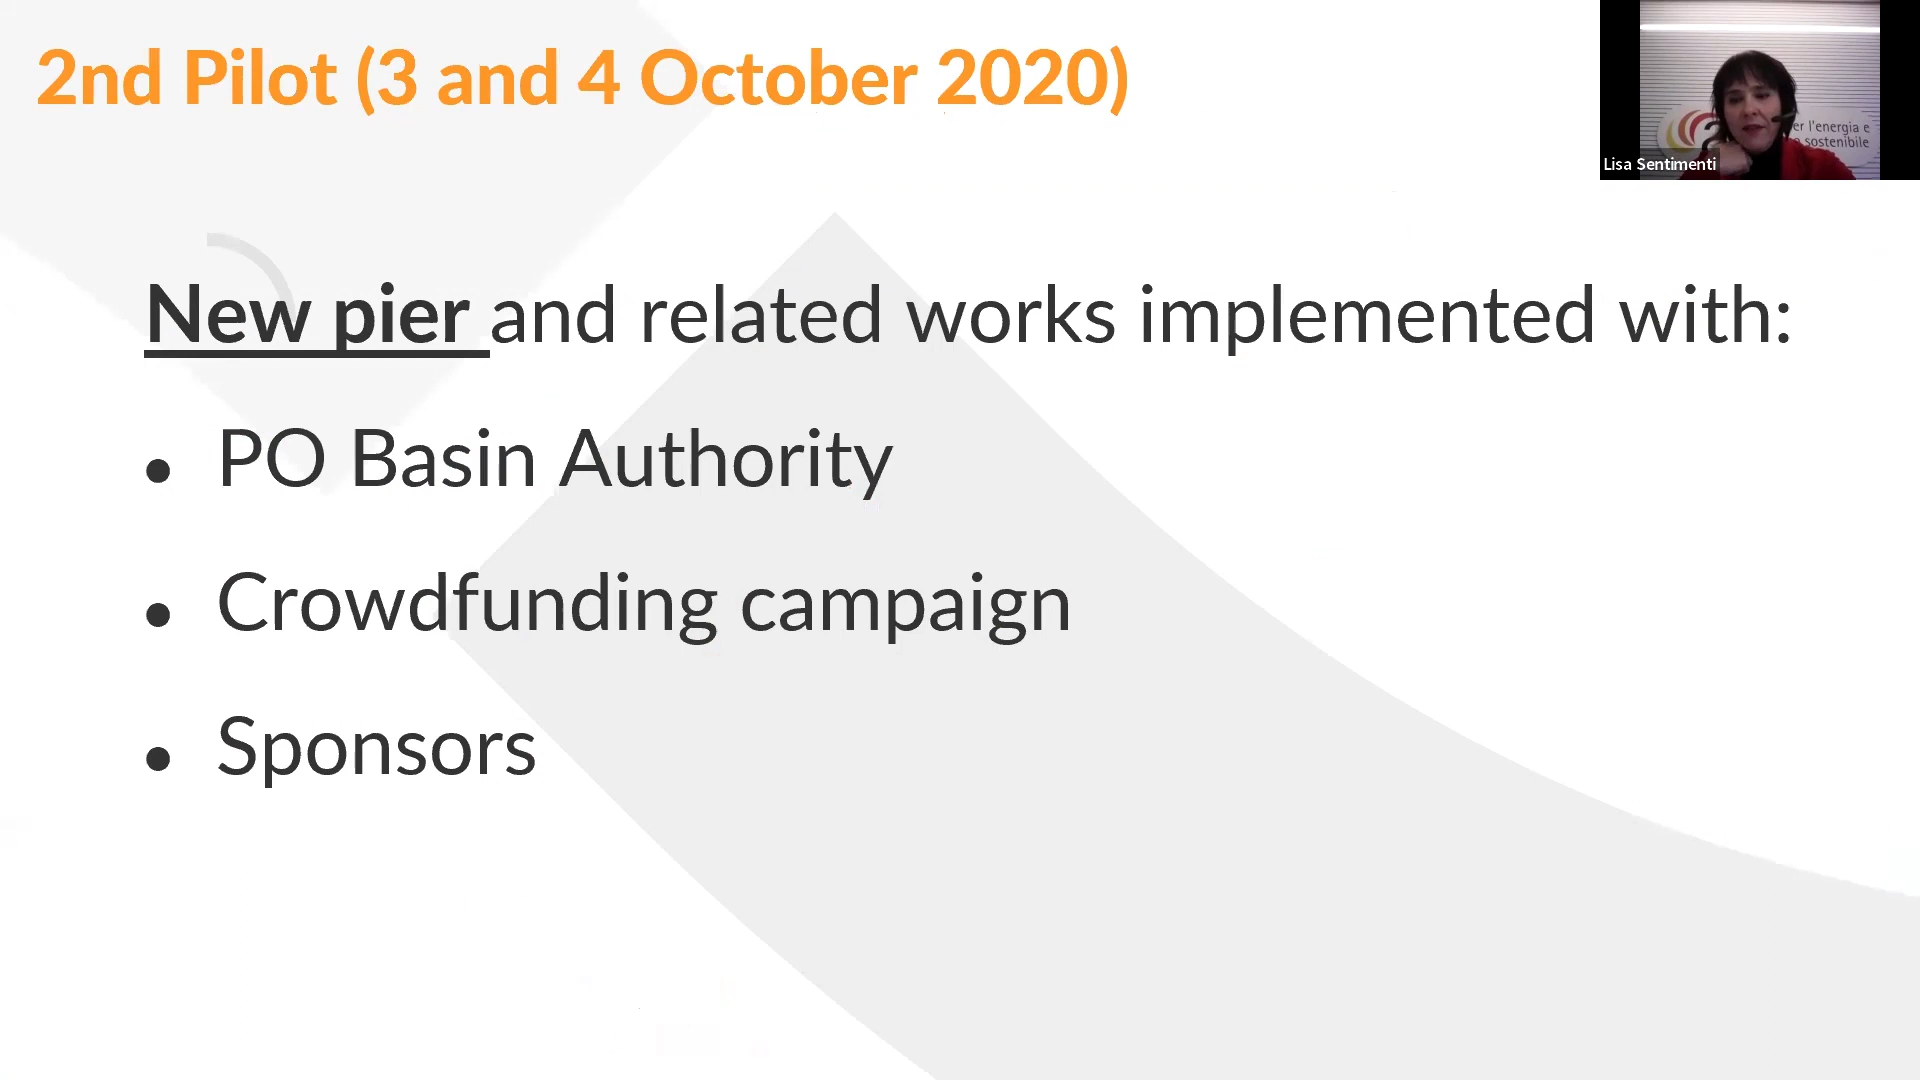 2nd Pilot (3 and 4 October 2020)
er l'energia e
sostenibile
Lisa Sentimenti
New pier and related works implemented with:
• PO Basin Authority
• Crowdfunding campaign
• Sponsors